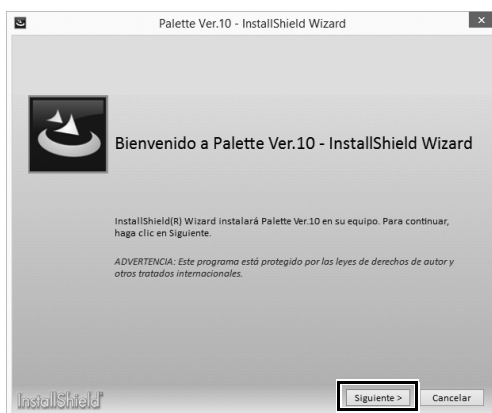 Palette Ver.10 - InstallShield Wizard
Bienvenido a Palette Ver.10 - InstallShield Wizard
InstallShield(R) Wizard instalará Palette Ver.10 en su equipo. Para continuar,
haga clic en Siguiente.
ADVERTENCIA: Este programa está protegido por las leyes de derechos de autor y
otros tratados internacionales.
InstallShield
Siguiente >
Cancelar